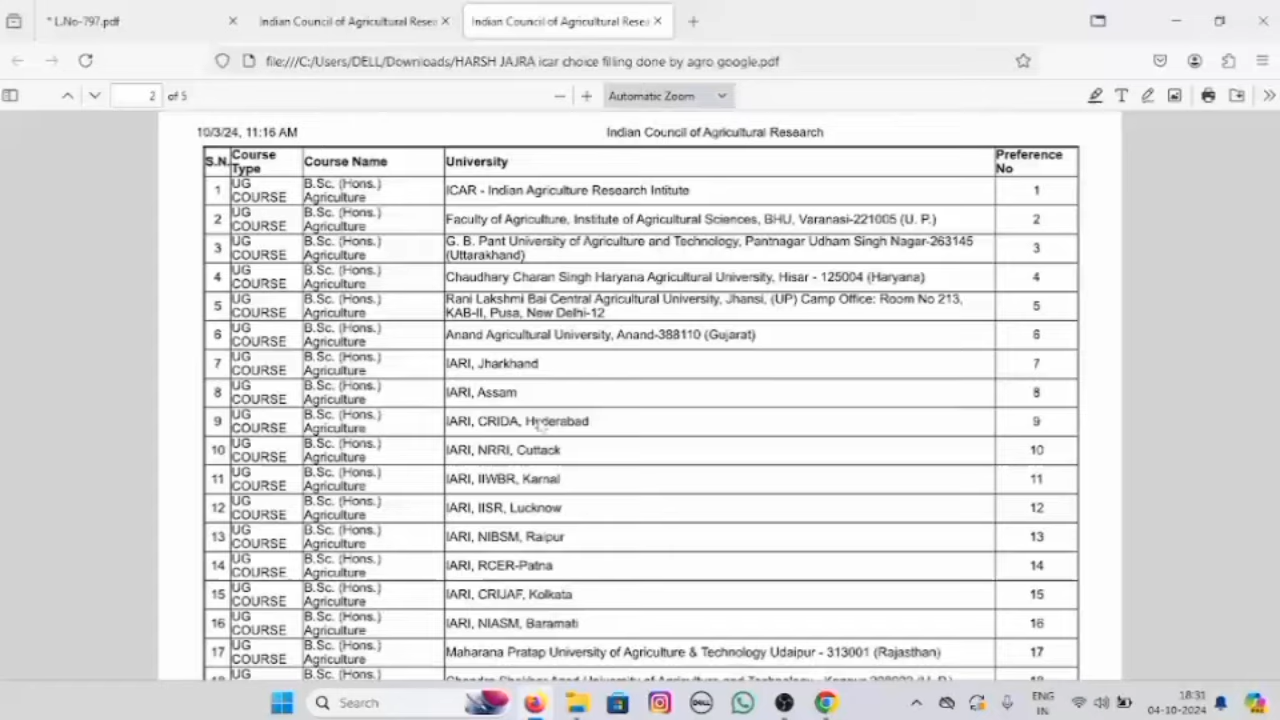 * L.No-797.pdf
Indian Council of Agricultural Resea
Indian Council of Agricultural Resea
file:///C:/Users/DELL/Downloads/HARSH JAJRA icar choice filling done by agro google.pdf
2 of 5
Automatic Zoom
10/3/24, 11:16 AM Indian Council of Agricultural Research
S.N. Course Type Course Name University Preference No
1 UG COURSE B.Sc. (Hons.) Agriculture ICAR - Indian Agriculture Research Intitute 1
2 UG COURSE B.Sc. (Hons.) Agriculture Faculty of Agriculture, Institute of Agricultural Sciences, BHU, Varanasi-221005 (U. P.) 2
3 UG COURSE B.Sc. (Hons.) Agriculture G. B. Pant University of Agriculture and Technology, Pantnagar Udham Singh Nagar-263145 (Uttarakhand) 3
4 UG COURSE B.Sc. (Hons.) Agriculture Chaudhary Charan Singh Haryana Agricultural University, Hisar - 125004 (Haryana) 4
5 UG COURSE B.Sc. (Hons.) Agriculture Rani Lakshmi Bai Central Agricultural University, Jhansi, (UP) Camp Office: Room No 213, KAB-II, Pusa, New Delhi-12 5
6 UG COURSE B.Sc. (Hons.) Agriculture Anand Agricultural University, Anand-388110 (Gujarat) 6
7 UG COURSE B.Sc. (Hons.) Agriculture IARI, Jharkhand 7
8 UG COURSE B.Sc. (Hons.) Agriculture IARI, Assam 8
9 UG COURSE B.Sc. (Hons.) Agriculture IARI, CRIDA, Hyderabad 9
10 UG COURSE B.Sc. (Hons.) Agriculture IARI, NRRI, Cuttack 10
11 UG COURSE B.Sc. (Hons.) Agriculture IARI, IIWBR, Karnal 11
12 UG COURSE B.Sc. (Hons.) Agriculture IARI, IISR, Lucknow 12
13 UG COURSE B.Sc. (Hons.) Agriculture IARI, NIBSM, Raipur 13
14 UG COURSE B.Sc. (Hons.) Agriculture IARI, RCER-Patna 14
15 UG COURSE B.Sc. (Hons.) Agriculture IARI, CRIJAF, Kolkata 15
16 UG COURSE B.Sc. (Hons.) Agriculture IARI, NIASM, Baramati 16
17 UG COURSE B.Sc. (Hons.) Agriculture Maharana Pratap University of Agriculture & Technology Udaipur - 313001 (Rajasthan) 17
UG B.Sc. (Hons.)
Search
DELL
ENG
IN
18:31
04-10-2024